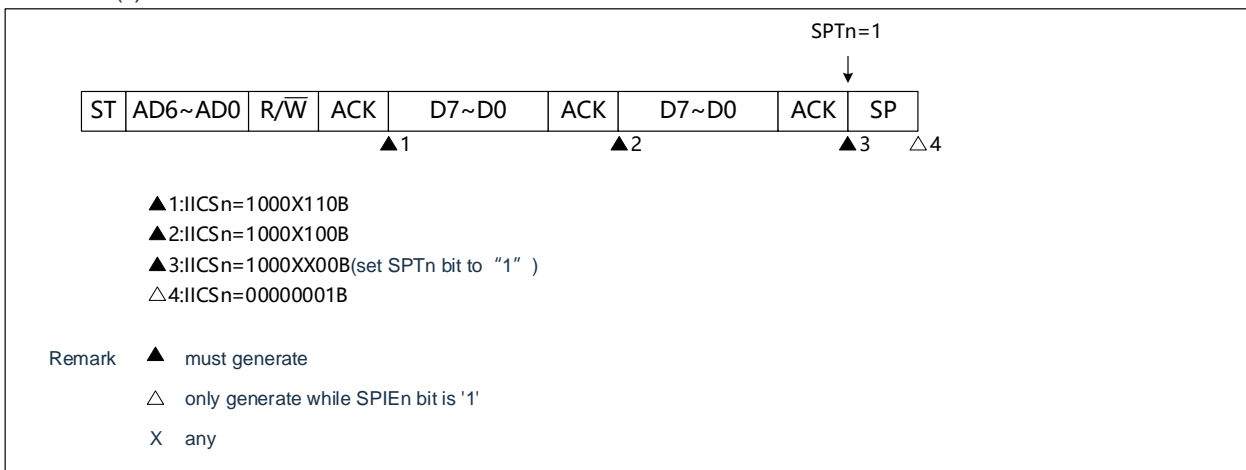 SPTn=1
ST AD6~AD0 R/W̅ ACK D7~D0 ACK D7~D0 ACK SP
▲1 ▲2 ▲3 △4
▲1:IICSn=1000X110B
▲2:IICSn=1000X100B
▲3:IICSn=1000XX00B(set SPTn bit to “1” )
△4:IICSn=00000001B
Remark ▲ must generate
△ only generate while SPIEn bit is '1'
X any